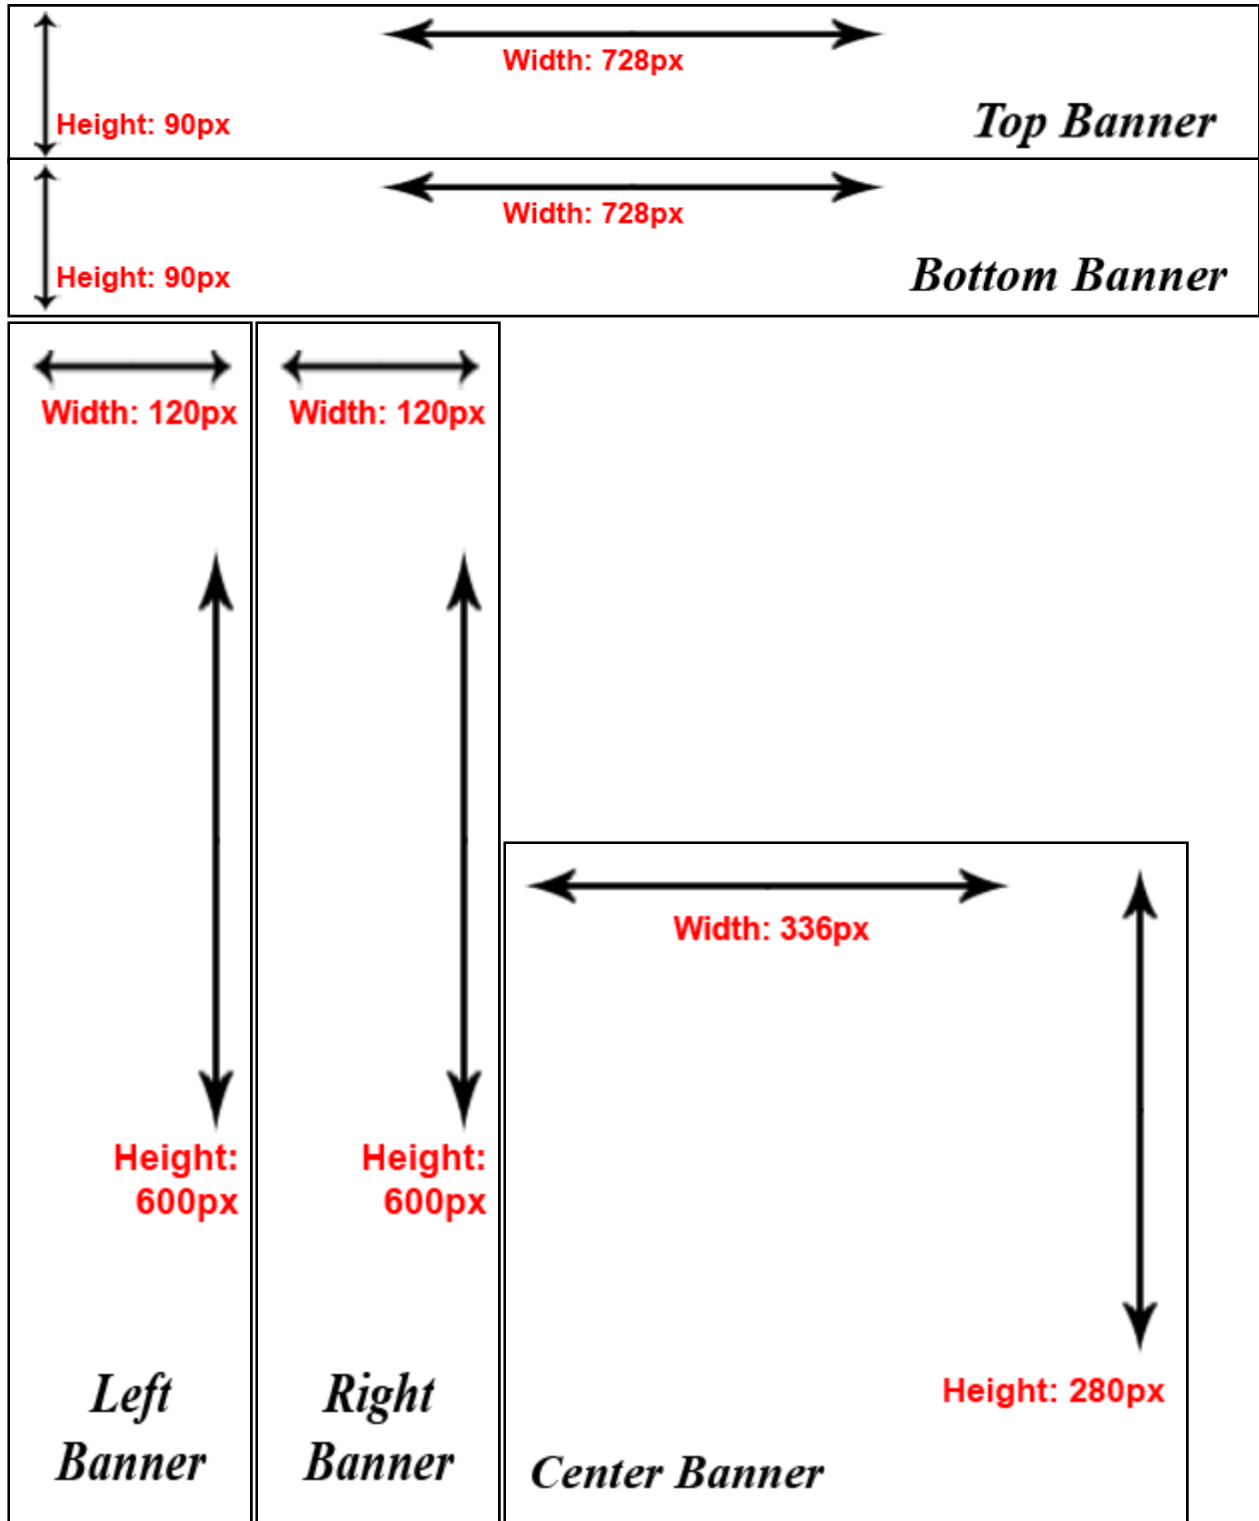 Width: 728px
Height: 90px
Top Banner
Width: 728px
Height: 90px
Bottom Banner
Width: 120px
Height:
600px
Left
Banner
Width: 120px
Height:
600px
Right
Banner
Width: 336px
Height: 280px
Center Banner